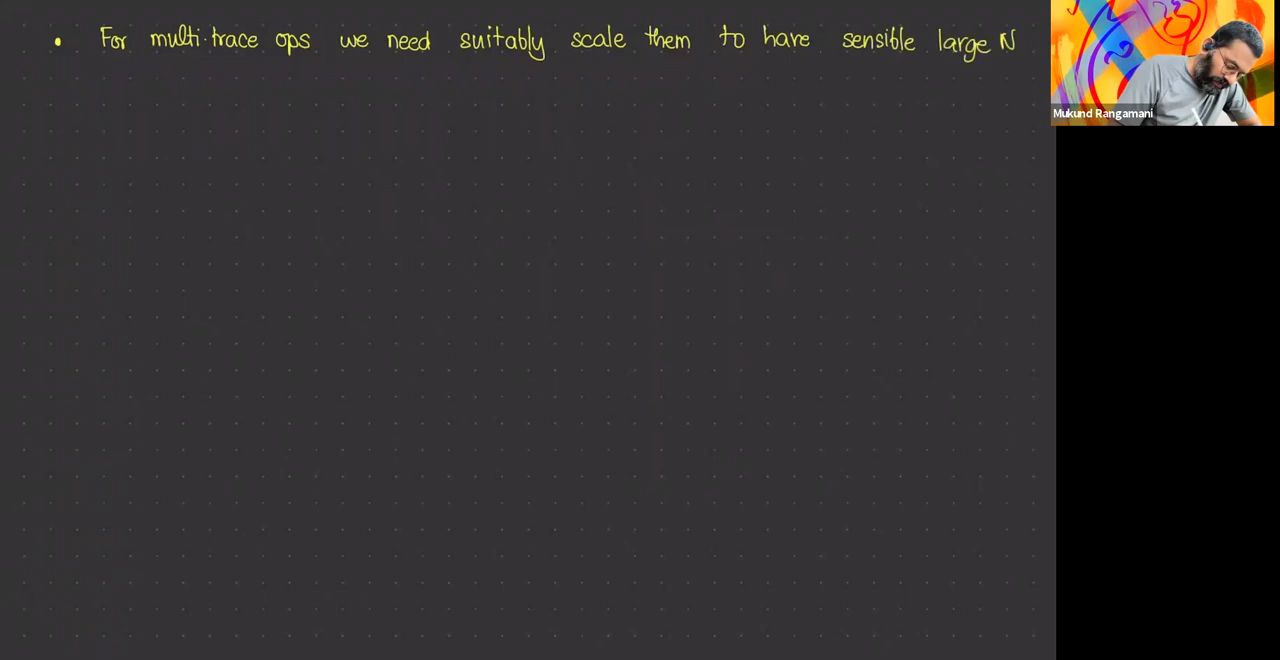 • For multi-trace ops we need suitably scale them to have sensible large N
Mukund Rangamani